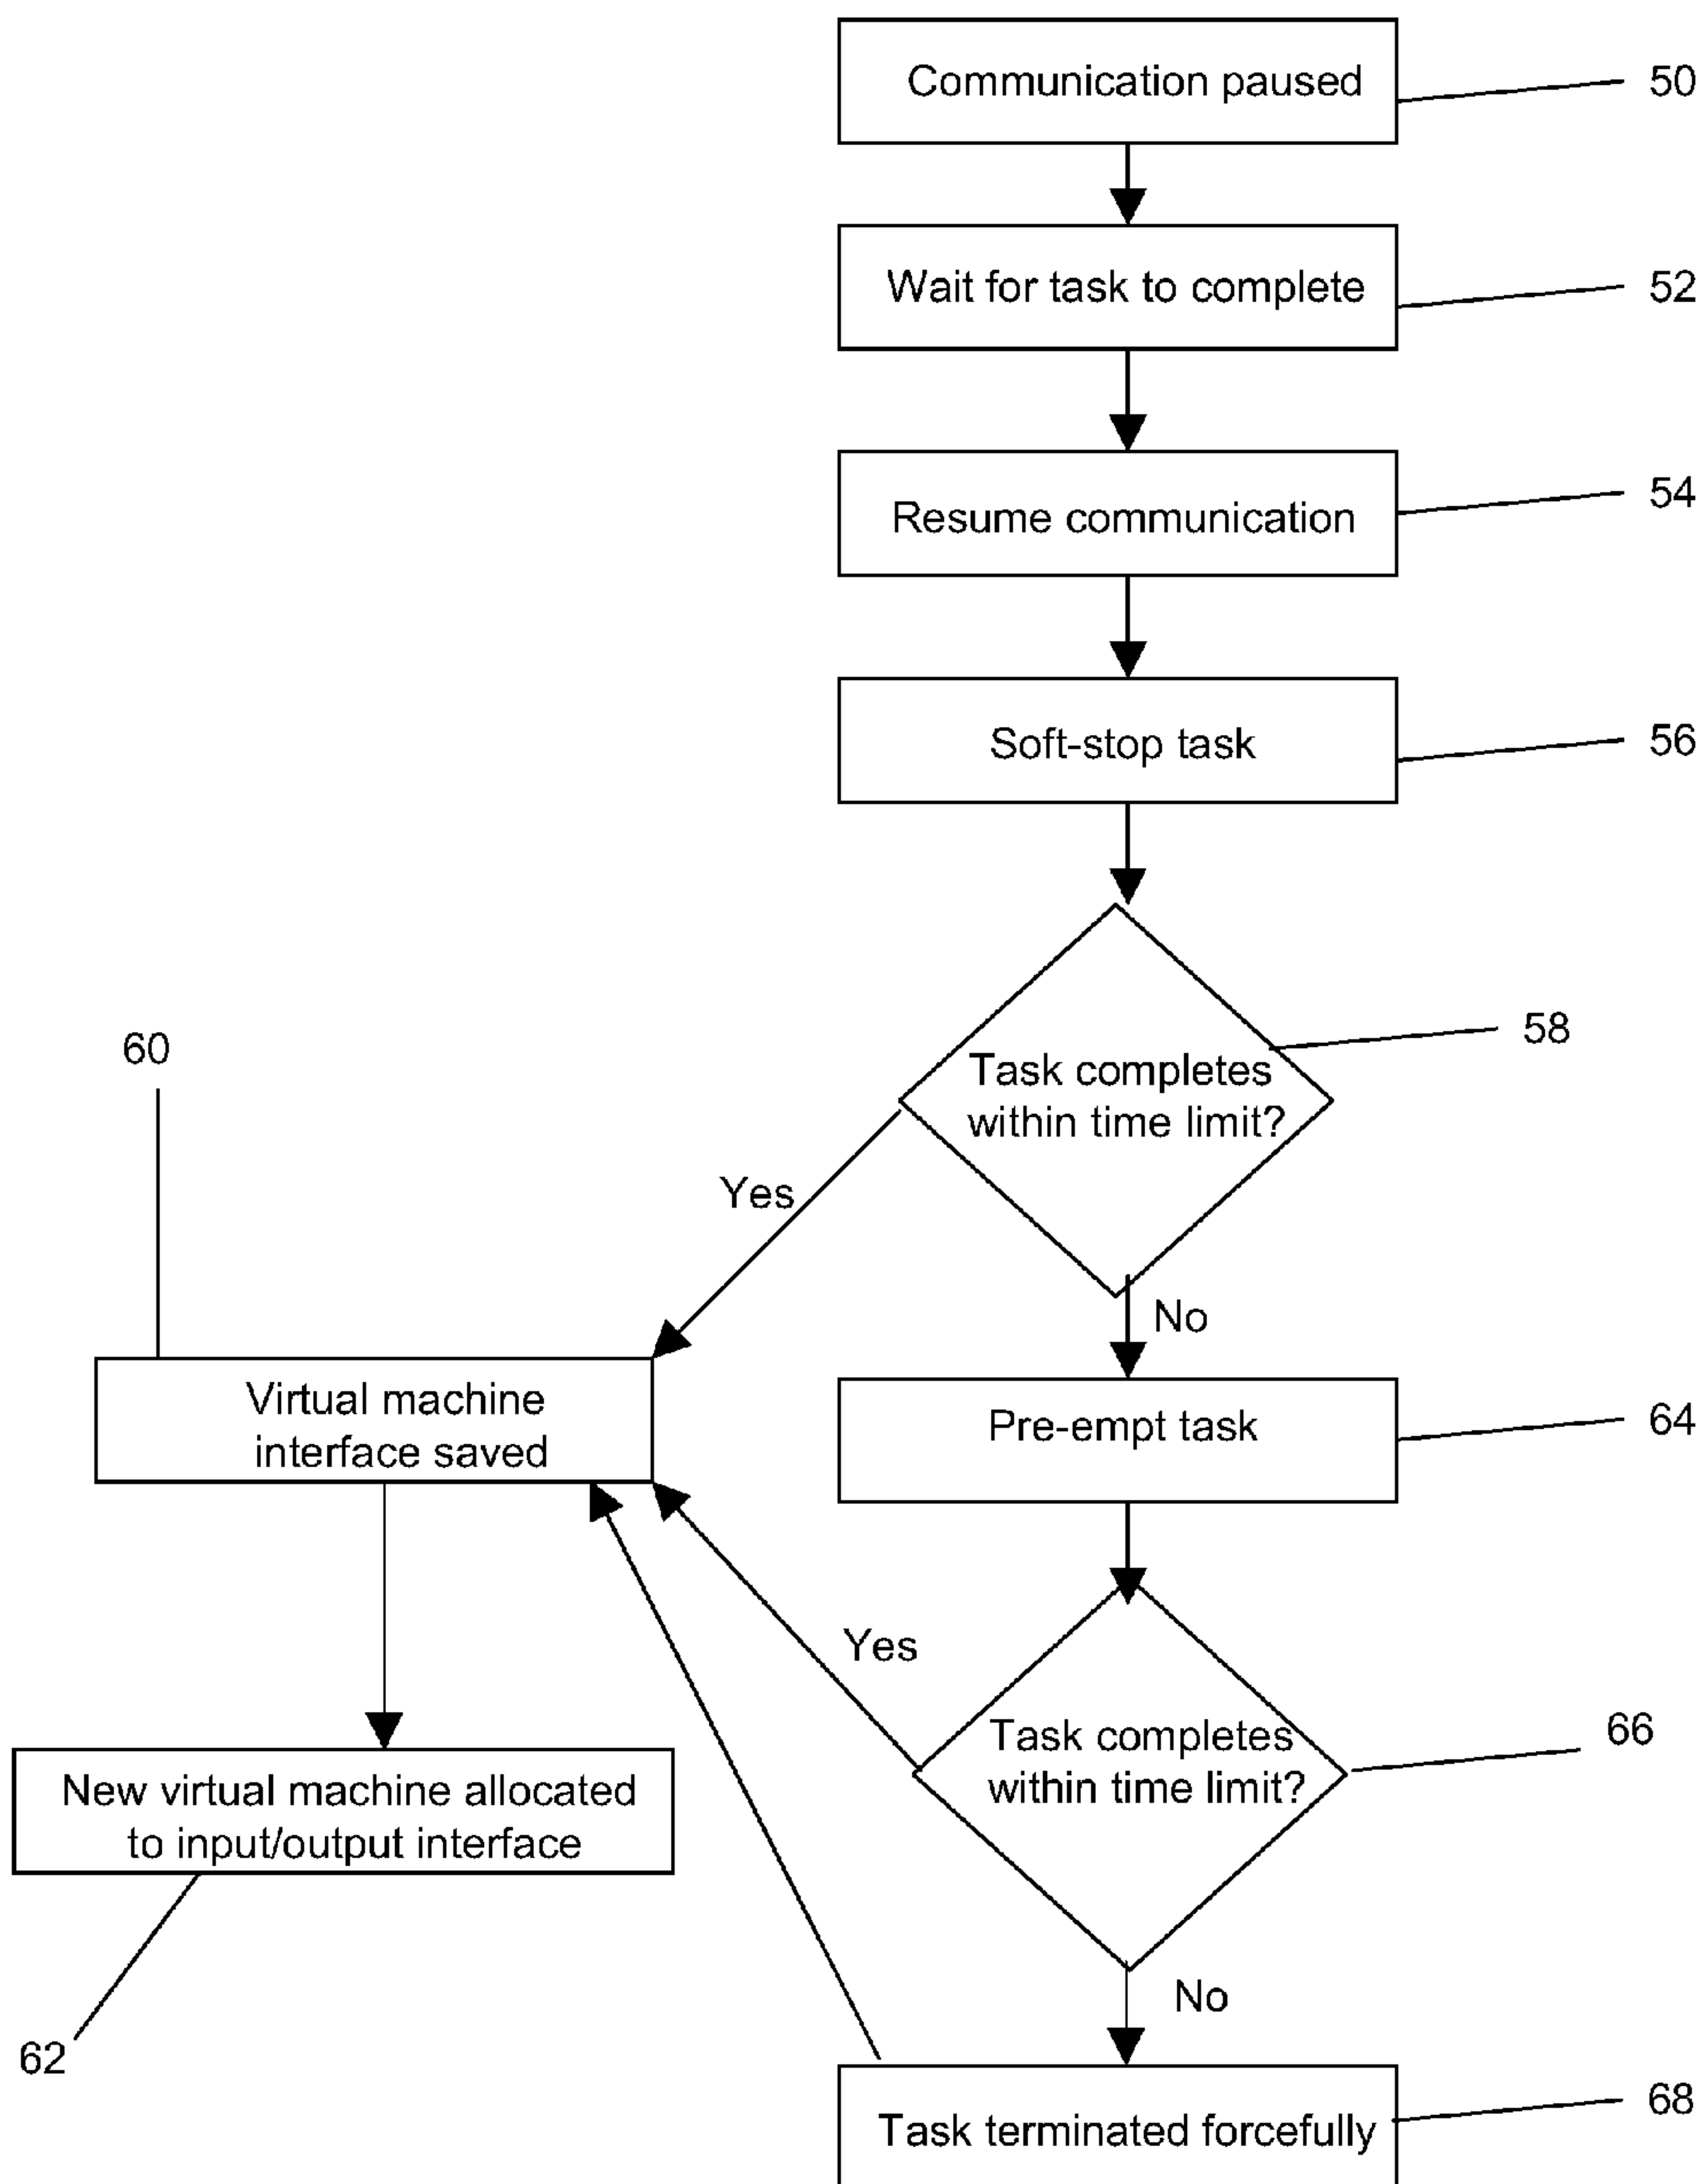 Communication paused
50
Wait for task to complete
52
Resume communication
54
Soft-stop task
56
58
60
Task completes
within time limit?
Yes
No
Virtual machine
interface saved
Pre-empt task
64
Yes
66
Task completes
within time limit?
New virtual machine allocated
to input/output interface
No
62
68
Task terminated forcefully